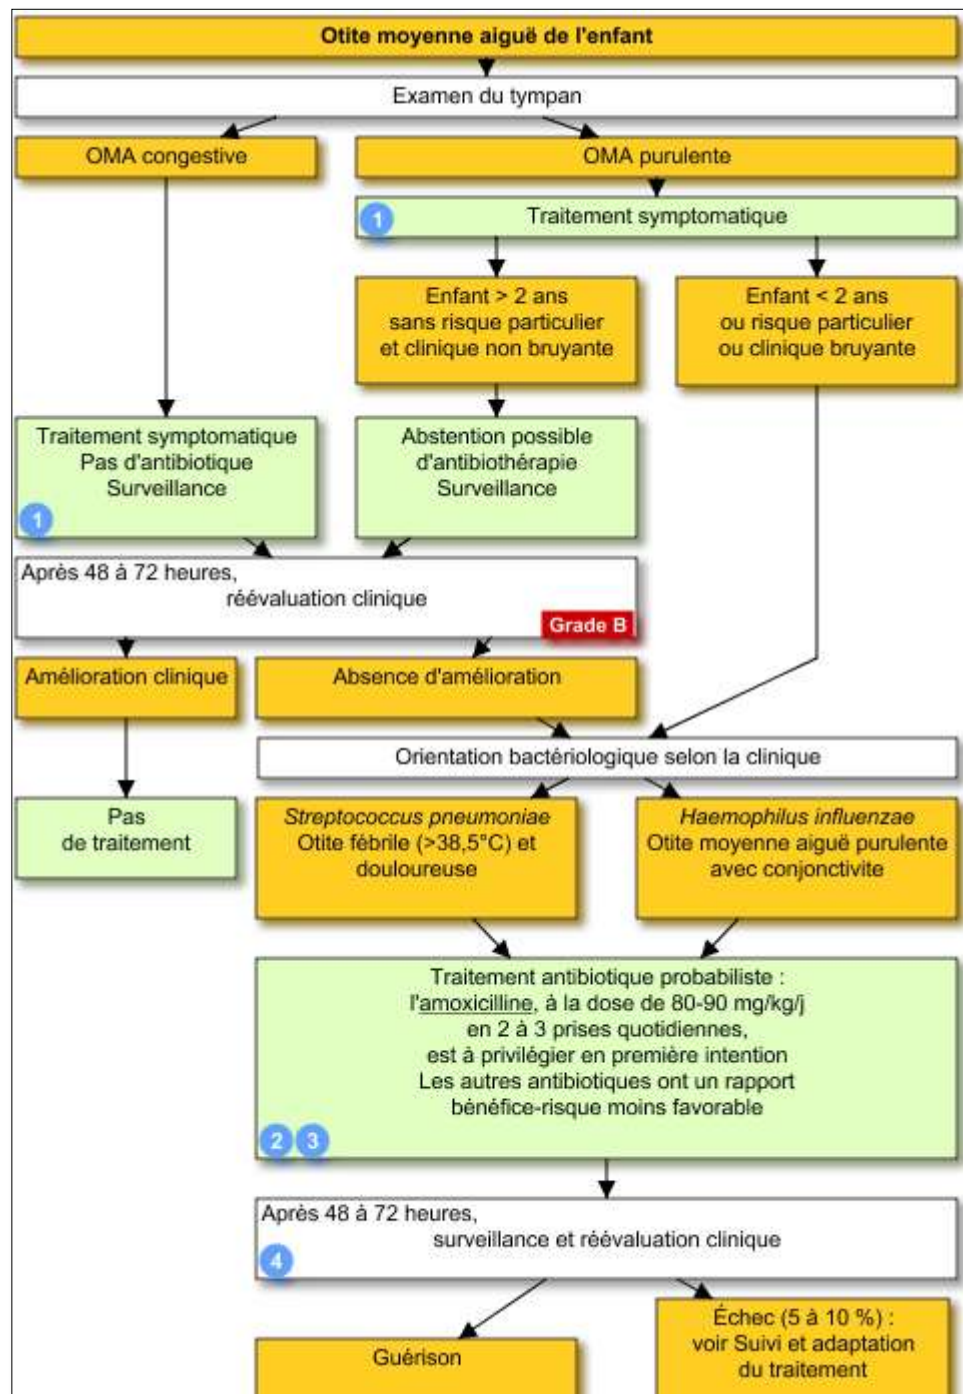 Otite moyenne aiguë de l'enfant
Examen du tympan
OMA congestive
OMA purulente
1
Traitement symptomatique
Enfant > 2 ans
sans risque particulier
et clinique non bruyante
Enfant < 2 ans
ou risque particulier
ou clinique bruyante
Traitement symptomatique
Pas d'antibiotique
Surveillance
1
Abstention possible
d'antibiothérapie
Surveillance
Après 48 à 72 heures,
réévaluation clinique
Grade B
Amélioration clinique
Absence d'amélioration
Orientation bactériologique selon la clinique
Pas
de traitement
Streptococcus pneumoniae
Otite fébrile (>38,5°C) et
douloureuse
Haemophilus influenzae
Otite moyenne aiguë purulente
avec conjonctivite
Traitement antibiotique probabiliste :
l'amoxicilline, à la dose de 80-90 mg/kg/j
en 2 à 3 prises quotidiennes,
est à privilégier en première intention
Les autres antibiotiques ont un rapport
bénéfice-risque moins favorable
2 3
Après 48 à 72 heures,
surveillance et réévaluation clinique
4
Guérison
Échec (5 à 10 %) :
voir Suivi et adaptation
du traitement